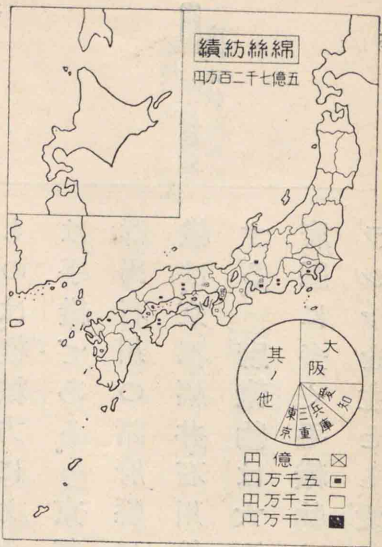 綿絲紡績
五億七千二百万円
大阪
愛知
兵庫
三重
東京
其ノ他
一億円
五千万円
三千万円
一千万円